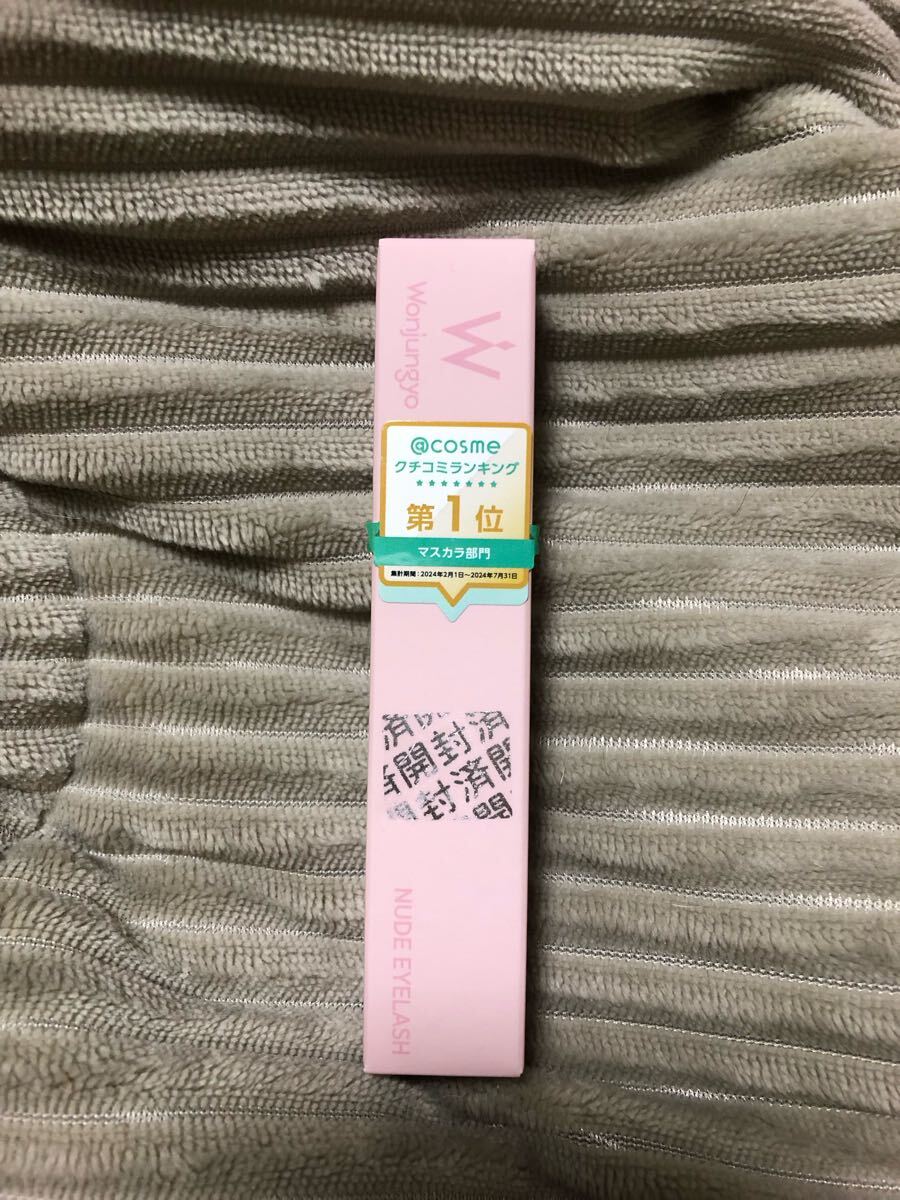 Wonjungyo
@cosme
クチコミランキング
★★★★★★★
第1位
マスカラ部門
集計期間:2024年2月1日~2024年7月31日
済開
開封済
封済開
開
NUDE EYELASH